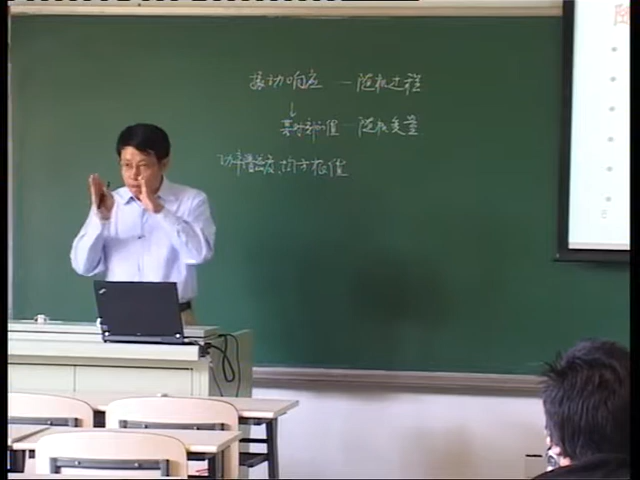 振动响应 — 随机过程
↓
某时刻的值 — 随机变量
功率谱密度、均方根值